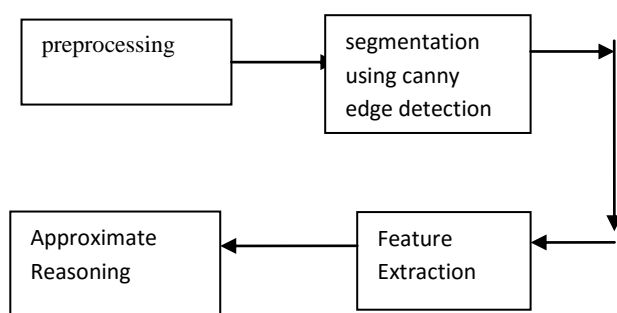 preprocessing
segmentation
using canny
edge detection
Feature
Extraction
Approximate
Reasoning